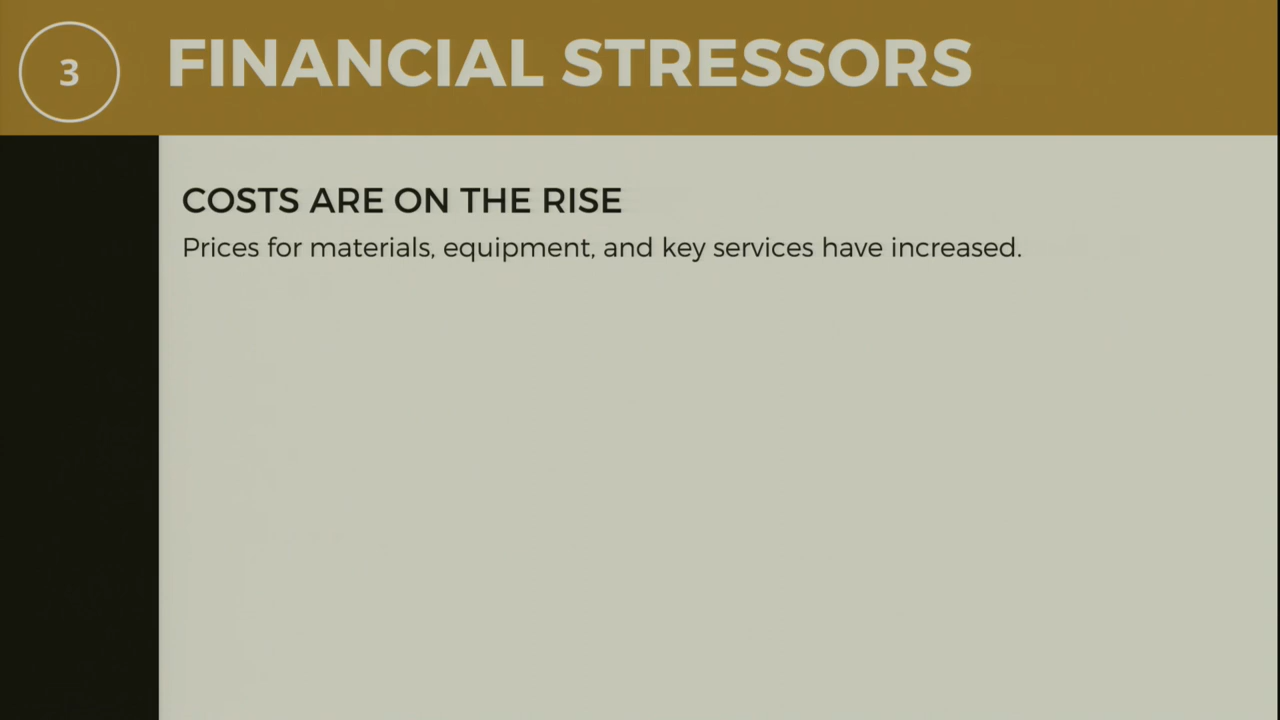 3
FINANCIAL STRESSORS
COSTS ARE ON THE RISE
Prices for materials, equipment, and key services have increased.